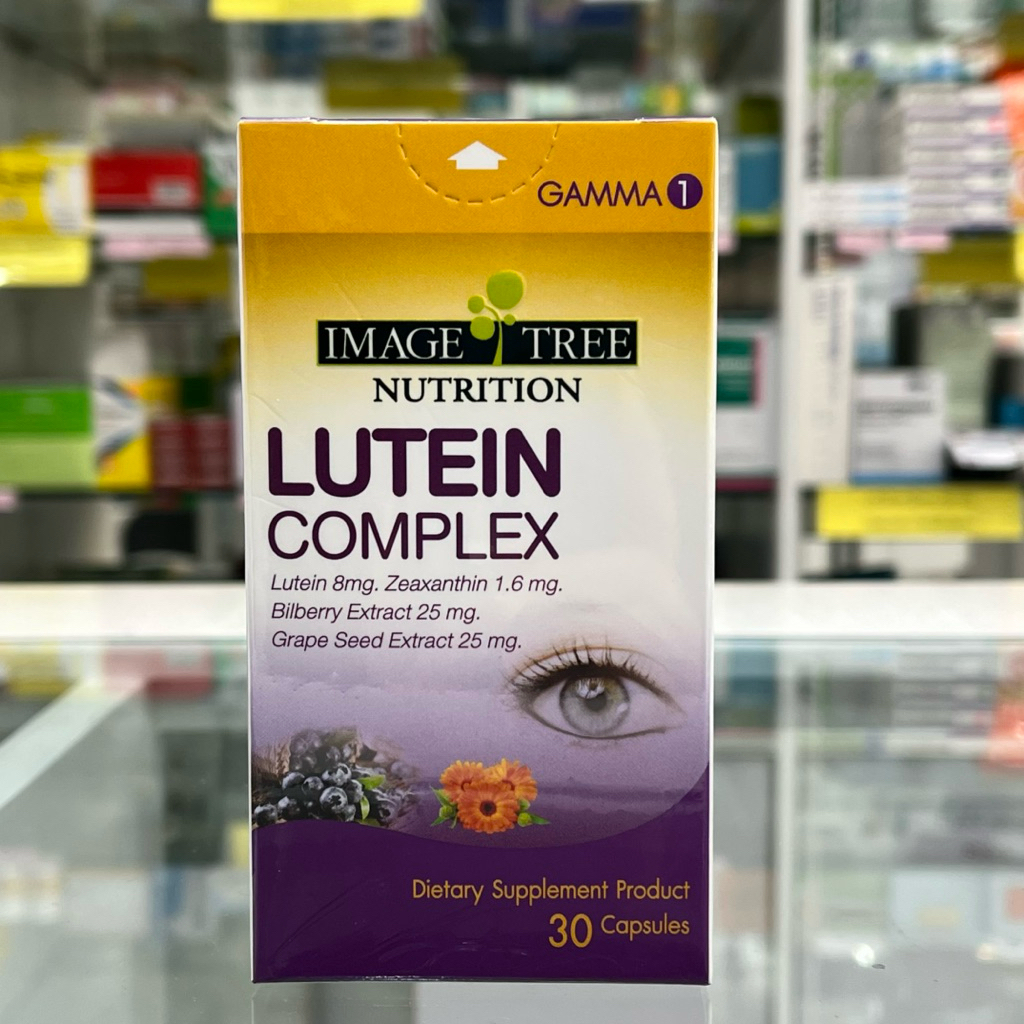 GAMMA 1
IMAGE TREE
NUTRITION
LUTEIN
COMPLEX
Lutein 8mg. Zeaxanthin 1.6 mg.
Bilberry Extract 25 mg.
Grape Seed Extract 25 mg.
Dietary Supplement Product
30 Capsules